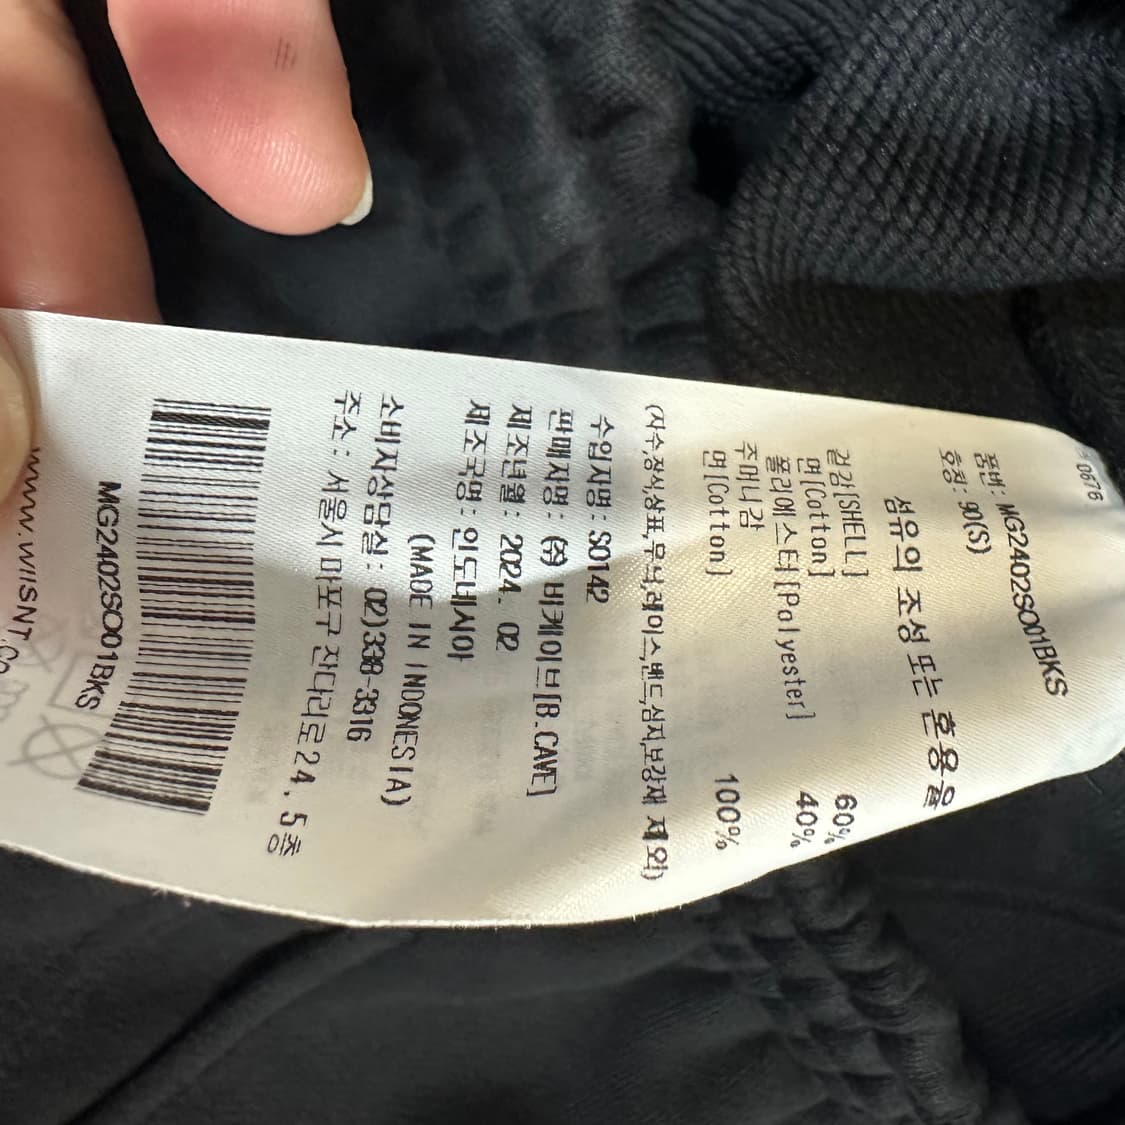 0676
품번: MG2402SO01BKS
호칭: 90(S)
섬유의 조성 또는 혼용율
겉감[SHELL]
면[Cotton] 60%
폴리에스터[Polyester] 40%
주머니감
면[Cotton] 100%
(자수,장식,상표,무늬,레이스,밴드,심지,보강재 제외)
수입자명: S0142
판매자명: ㈜ 비케이브[B.CAVE]
제조년월: 2024. 02
제조국명: 인도네시아
(MADE IN INDONESIA)
소비자상담실: 02)338-3316
주소: 서울시 마포구 잔다리로24, 5층
MG2402SO01BKS
www.WIISNT.co